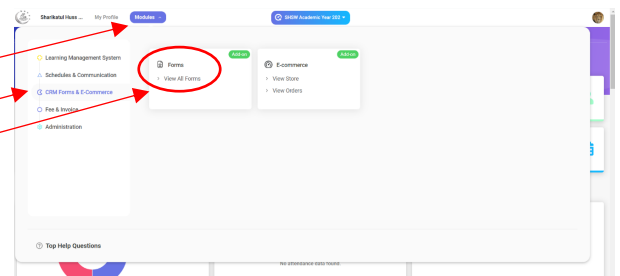 Sharikatul Huss ... My Profile Modules SHSW Academic Year 202
Learning Management System
Schedules & Communication
CRM Forms & E-Commerce
Fee & Invoice
Administration
Add-on
Forms
View All Forms
Add-on
E-commerce
View Store
View Orders
Top Help Questions
No attendance data found